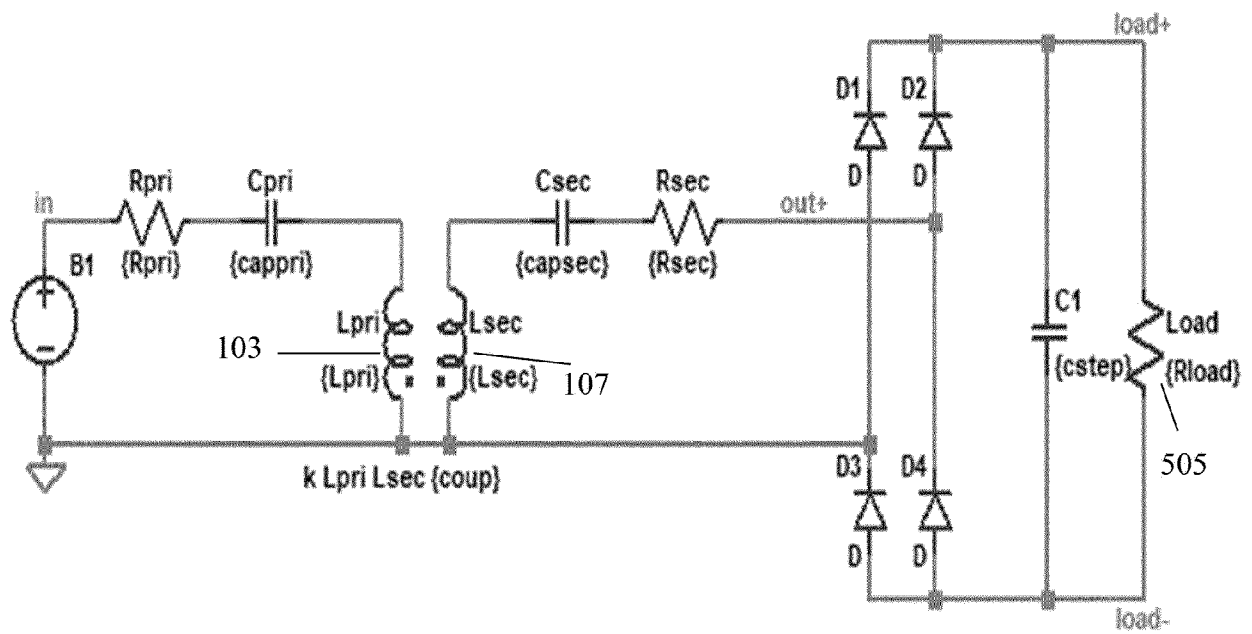 load+
D1 D2
D D
Rpri Cpri Csec Rsec
in out+
B1 {Rpri} {cappri} {capsec} {Rsec}
+
-
Lpri Lsec
103
{Lpri} {Lsec} 107
C1 Load
{cstep} {Rload}
505
k Lpri Lsec {coup}
D3 D4
D D
load-